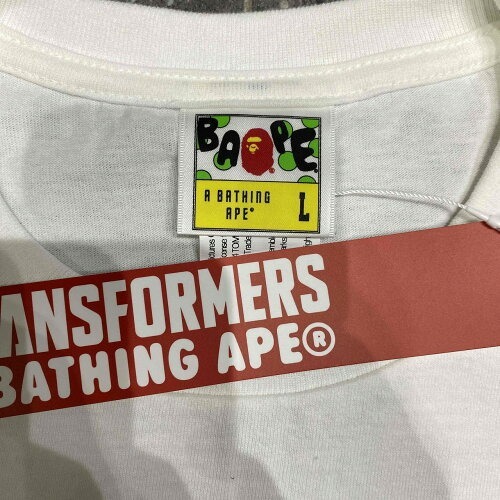 BAPE
A BATHING
APE®
L
ANSFORMERS
BATHING APE®